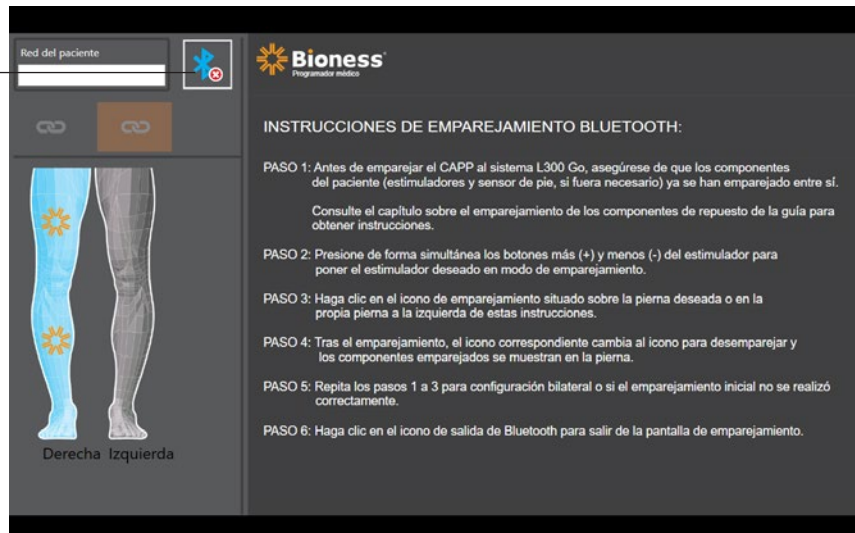 Red del paciente
Bioness
Programador médico
INSTRUCCIONES DE EMPAREJAMIENTO BLUETOOTH:
PASO 1: Antes de emparejar el CAPP al sistema L300 Go, asegúrese de que los componentes
del paciente (estimuladores y sensor de pie, si fuera necesario) ya se han emparejado entre sí.
Consulte el capítulo sobre el emparejamiento de los componentes de repuesto de la guía para
obtener instrucciones.
PASO 2: Presione de forma simultánea los botones más (+) y menos (-) del estimulador para
poner el estimulador deseado en modo de emparejamiento.
PASO 3: Haga clic en el icono de emparejamiento situado sobre la pierna deseada o en la
propia pierna a la izquierda de estas instrucciones.
PASO 4: Tras el emparejamiento, el icono correspondiente cambia al icono para desemparejar y
los componentes emparejados se muestran en la pierna.
PASO 5: Repita los pasos 1 a 3 para configuración bilateral o si el emparejamiento inicial no se realizó
correctamente.
PASO 6: Haga clic en el icono de salida de Bluetooth para salir de la pantalla de emparejamiento.
Derecha Izquierda